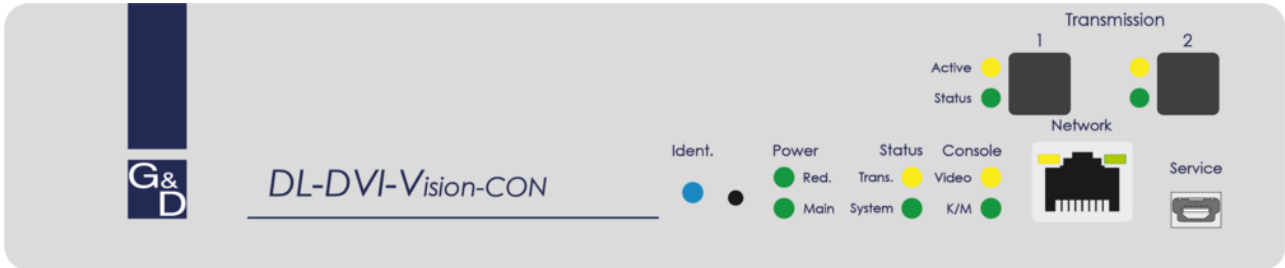 Transmission
1 2
Active
Status
Network
Ident. Power Status Console
Service
G&
D
DL-DVI-Vision-CON
Red. Trans. Video
Main System K/M